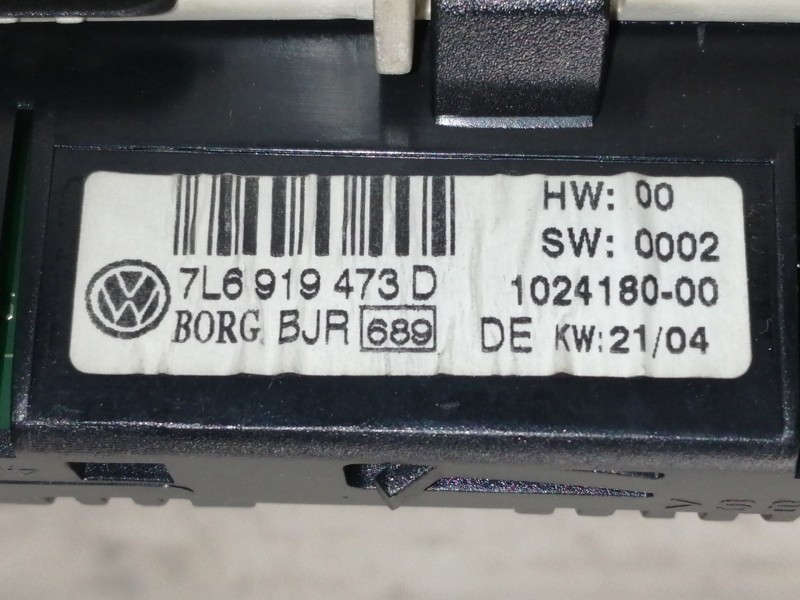 HW: 00
SW: 0002
7L6 919 473 D
1024180-00
BORG. BJR 689
DE KW: 21/04